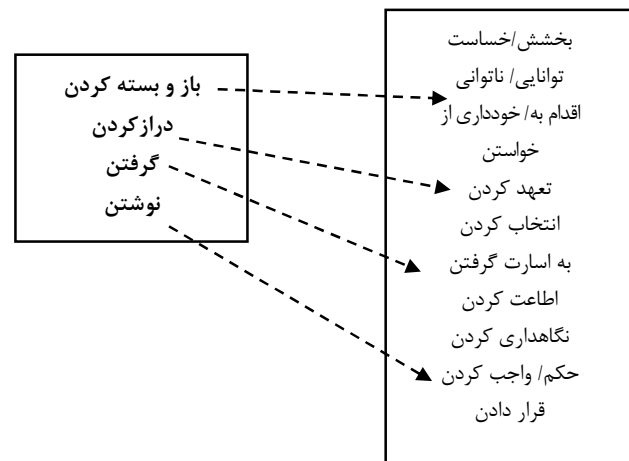 باز و بسته کردن
درازکردن
گرفتن
نوشتن
بخشش/خساست
توانایی/ ناتوانی
اقدام به/ خودداری از
خواستن
تعهد کردن
انتخاب کردن
به اسارت گرفتن
اطاعت کردن
نگاهداری کردن
حکم/ واجب کردن
قرار دادن